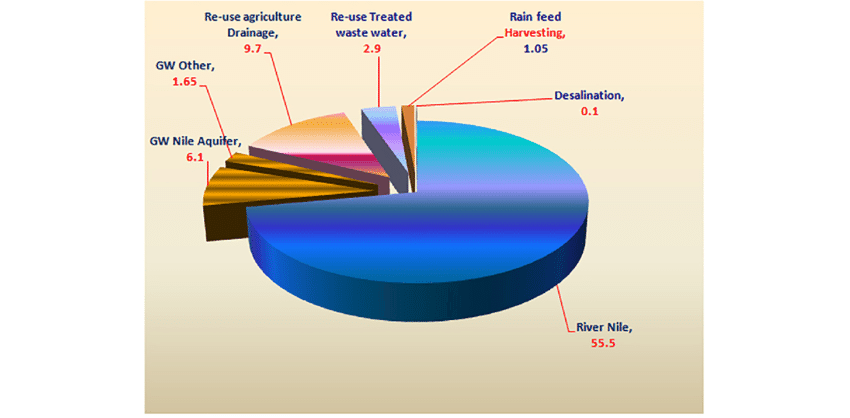 Re-use agriculture
Drainage,
9.7
Re-use Treated
waste water,
2.9
Rain feed
Harvesting,
1.05
GW Other,
1.65
Desalination,
0.1
GW Nile Aquifer,
6.1
River Nile,
55.5